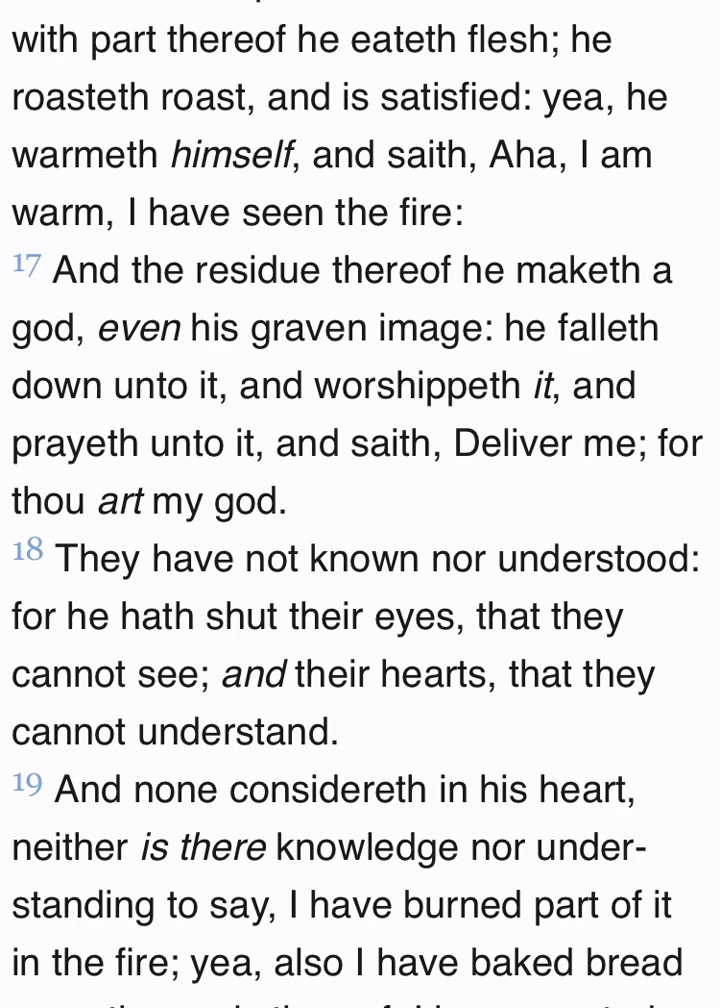 with part thereof he eateth flesh; he
roasteth roast, and is satisfied: yea, he
warmeth himself, and saith, Aha, I am
warm, I have seen the fire:
17 And the residue thereof he maketh a
god, even his graven image: he falleth
down unto it, and worshippeth it, and
prayeth unto it, and saith, Deliver me; for
thou art my god.
18 They have not known nor understood:
for he hath shut their eyes, that they
cannot see; and their hearts, that they
cannot understand.
19 And none considereth in his heart,
neither is there knowledge nor under-
standing to say, I have burned part of it
in the fire; yea, also I have baked bread